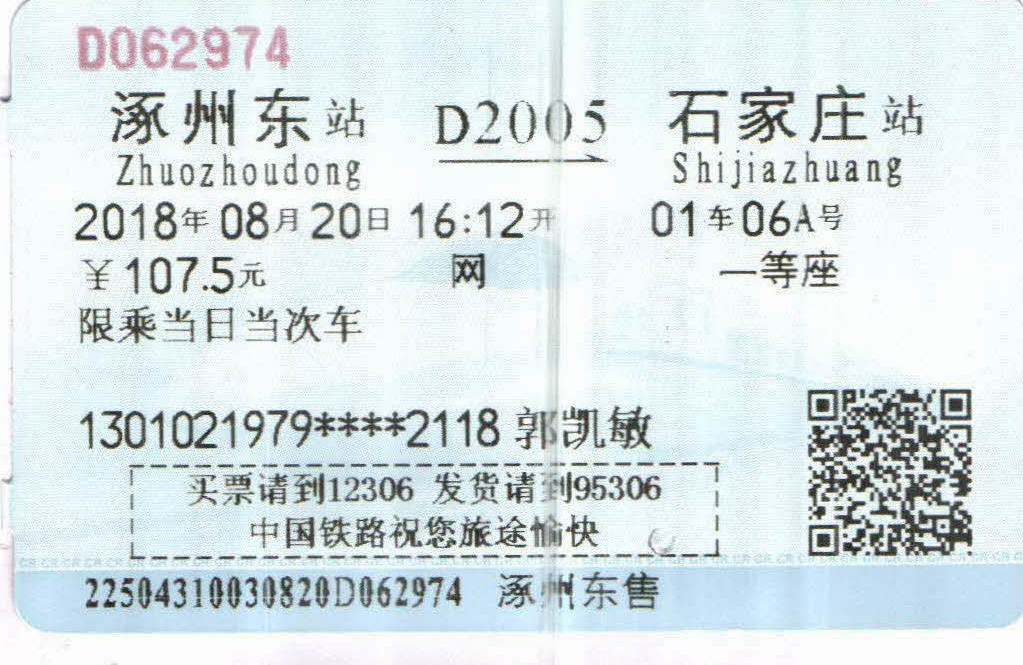 D062974
涿州东站 D2005 石家庄站
Zhuozhoudong Shijiazhuang
2018年08月20日 16:12开 01车06A号
￥107.5元 网 一等座
限乘当日当次车
1301021979****2118 郭凯敏
买票请到12306 发货请到95306
中国铁路祝您旅途愉快
22504310030820D062974 涿州东售